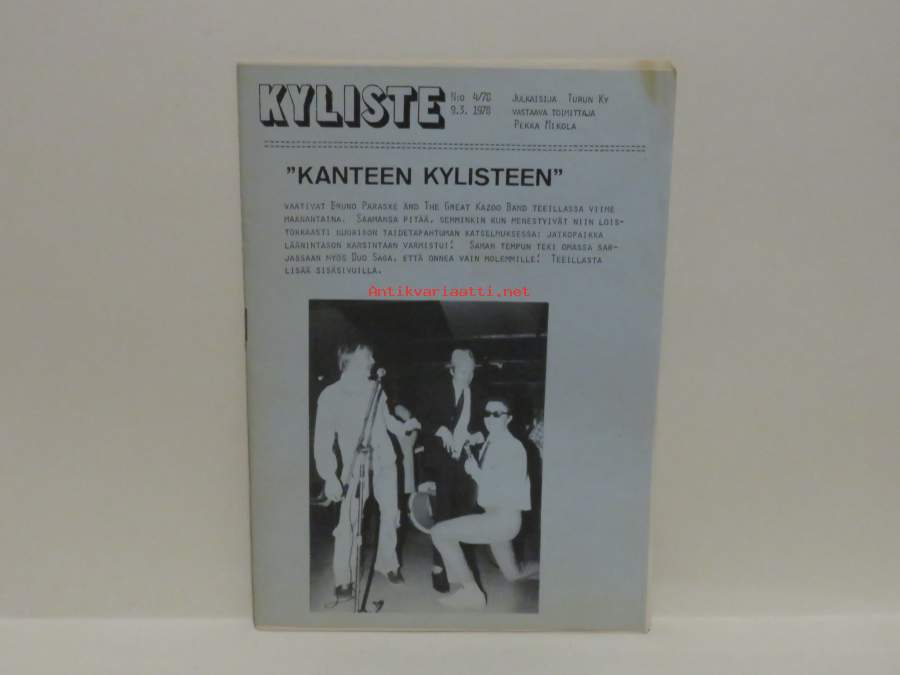 KYLISTE
N:o 4/78
9.3. 1978
Julkaisija Turun Ky
vastaava toimittaja
Pekka Mikola
"KANTEEN KYLISTEEN"
vaativat Bruno Paraske and The Great Kazoo Band teeillassa viime
maanantaina. Saamansa pitää, semminkin kun menestyivät niin lois-
tokkaasti nuorison taidetapahtuman katselmuksessa: jatkopaikka
läänintason karsintaan varmistui! Saman tempun teki omassa sar-
jassaan myös Duo Saga, että onnea vain molemmille! Teeillasta
lisää sisäsivuilla.
Antikvariaatti.net